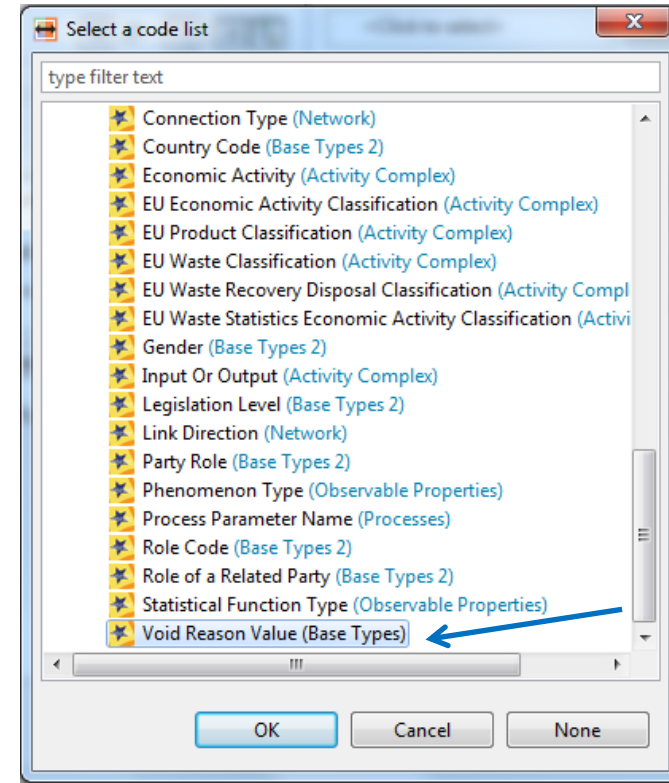 Select a code list
type filter text
Connection Type (Network)
Country Code (Base Types 2)
Economic Activity (Activity Complex)
EU Economic Activity Classification (Activity Complex)
EU Product Classification (Activity Complex)
EU Waste Classification (Activity Complex)
EU Waste Recovery Disposal Classification (Activity Compl
EU Waste Statistics Economic Activity Classification (Activi
Gender (Base Types 2)
Input Or Output (Activity Complex)
Legislation Level (Base Types 2)
Link Direction (Network)
Party Role (Base Types 2)
Phenomenon Type (Observable Properties)
Process Parameter Name (Processes)
Role Code (Base Types 2)
Role of a Related Party (Base Types 2)
Statistical Function Type (Observable Properties)
Void Reason Value (Base Types)
OK Cancel None